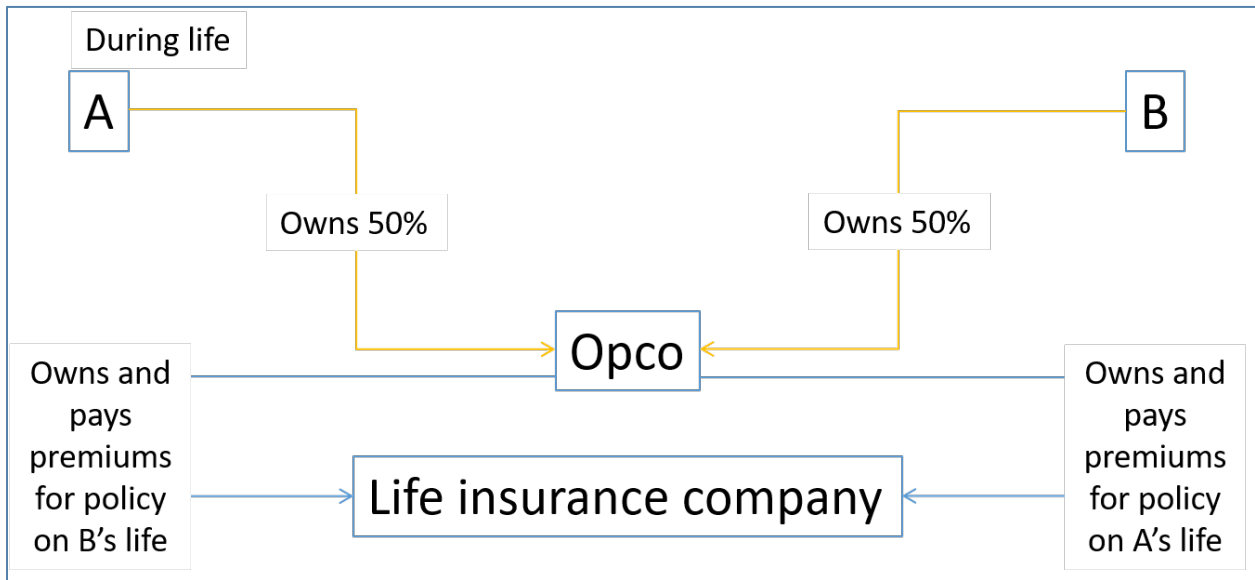 During life
A
B
Owns 50%
Owns 50%
Opco
Owns and
pays
premiums
for policy
on B's life
Life insurance company
Owns and
pays
premiums
for policy
on A's life